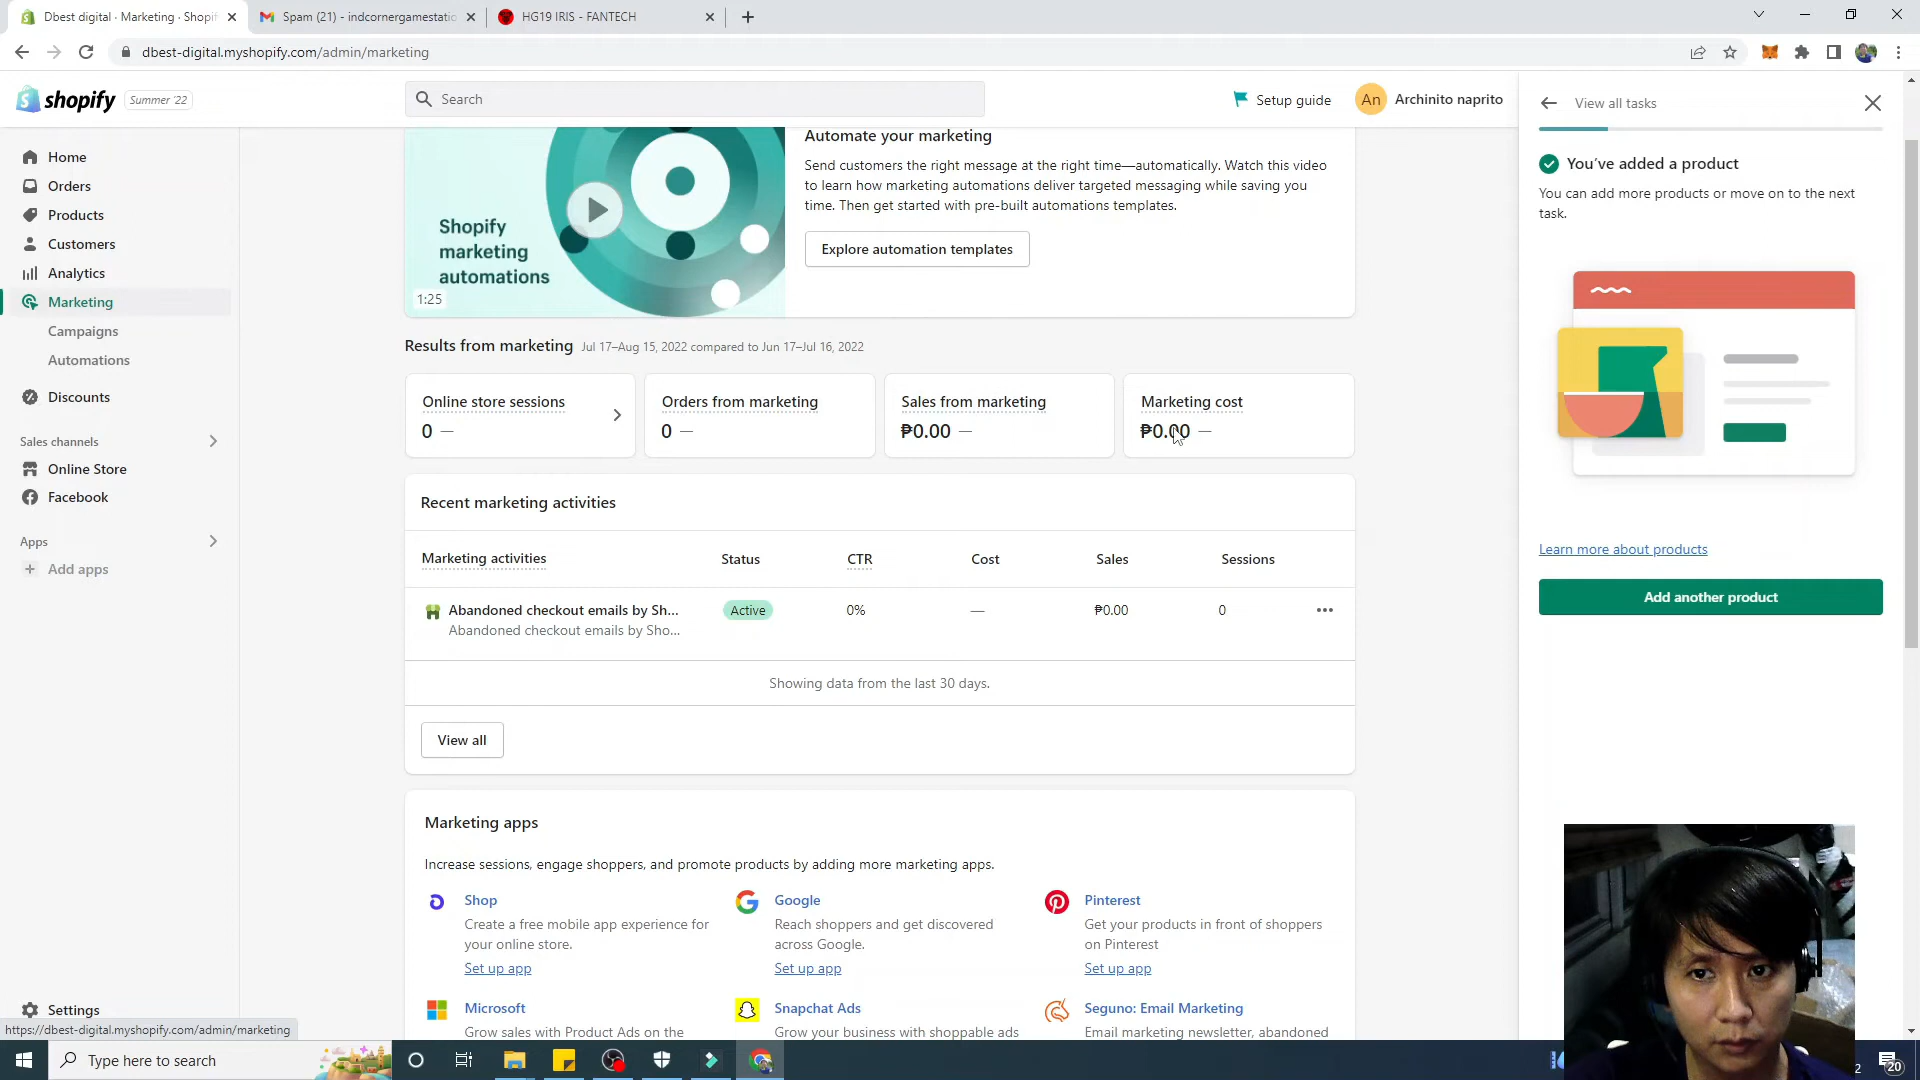 Dbest digital · Marketing · Shopif
Spam (21) - indcornergamestatio
HG19 IRIS - FANTECH
dbest-digital.myshopify.com/admin/marketing
shopify
Summer '22
Search
Setup guide
An
Archinito naprito
View all tasks
Home
Orders
Products
Customers
Analytics
Marketing
Campaigns
Automations
Discounts
Sales channels
Online Store
Facebook
Apps
Add apps
Settings
Shopify
marketing
automations
1:25
Automate your marketing
Send customers the right message at the right time—automatically. Watch this video
to learn how marketing automations deliver targeted messaging while saving you
time. Then get started with pre-built automations templates.
Explore automation templates
Results from marketing Jul 17–Aug 15, 2022 compared to Jun 17–Jul 16, 2022
Online store sessions
0 —
Orders from marketing
0 —
Sales from marketing
₱0.00 —
Marketing cost
₱0.00 —
Recent marketing activities
Marketing activities Status CTR Cost Sales Sessions
Abandoned checkout emails by Sh... Active 0% — ₱0.00 0
Abandoned checkout emails by Sho...
Showing data from the last 30 days.
View all
Marketing apps
Increase sessions, engage shoppers, and promote products by adding more marketing apps.
Shop
Create a free mobile app experience for
your online store.
Set up app
Google
Reach shoppers and get discovered
across Google.
Set up app
Pinterest
Get your products in front of shoppers
on Pinterest
Set up app
Microsoft
Grow sales with Product Ads on the
Snapchat Ads
Grow your business with shoppable ads
Seguno: Email Marketing
Email marketing newsletter, abandoned
You've added a product
You can add more products or move on to the next
task.
Learn more about products
Add another product
https://dbest-digital.myshopify.com/admin/marketing
Type here to search
20